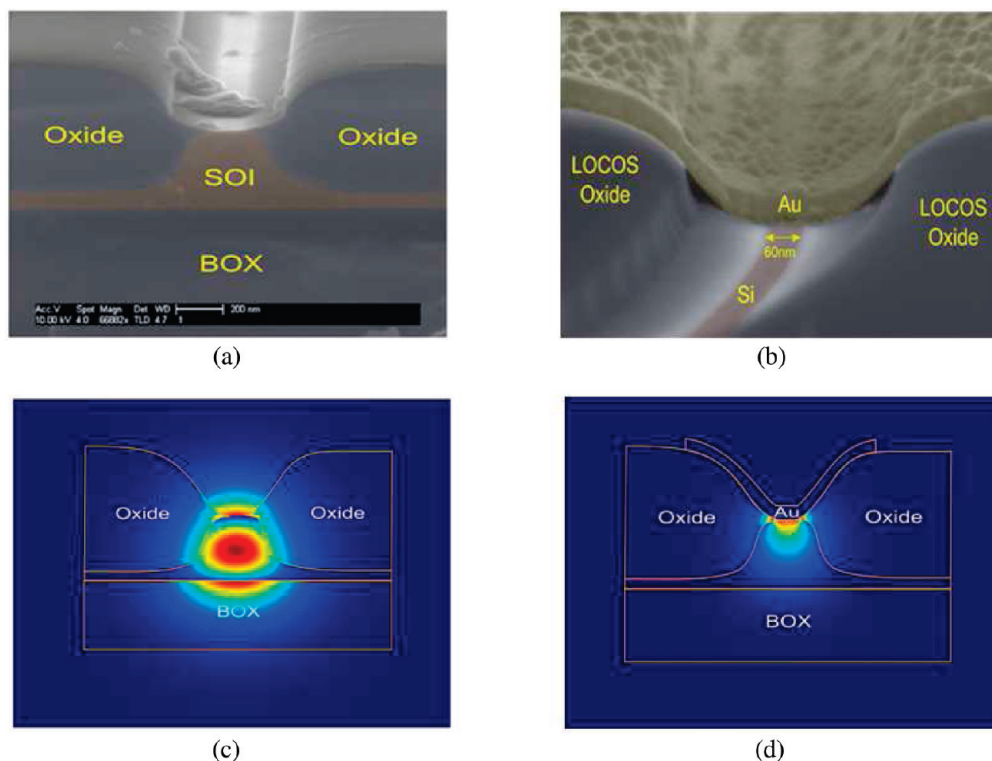 Oxide
Oxide
SOI
BOX
Acc.V Spot Magn Det WD 200 nm
10.00 kV 4.0 66882x TLD 4.7 1
(a)
LOCOS
Oxide
Au
LOCOS
Oxide
60nm
Si
(b)
Oxide
Oxide
BOX
(c)
Au
Oxide
Oxide
BOX
(d)